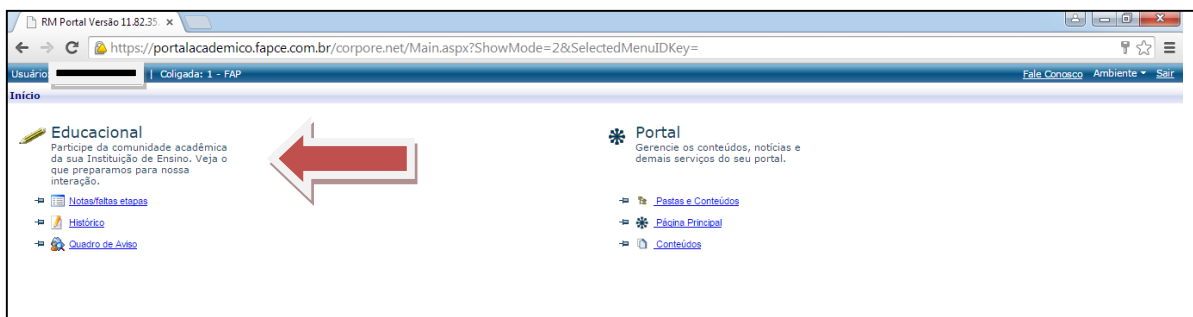 RM Portal Versão 11.82.35.
https://portalacademico.fapce.com.br/corpore.net/Main.aspx?ShowMode=2&SelectedMenuIDKey=
Usuário: | Coligada: 1 - FAP Fale Conosco Ambiente Sair
Início
Educacional
Participe da comunidade acadêmica
da sua Instituição de Ensino. Veja o
que preparamos para nossa
interação.
Notas/faltas etapas
Histórico
Quadro de Aviso
Portal
Gerencie os conteúdos, notícias e
demais serviços do seu portal.
Pastas e Conteúdos
Página Principal
Conteúdos